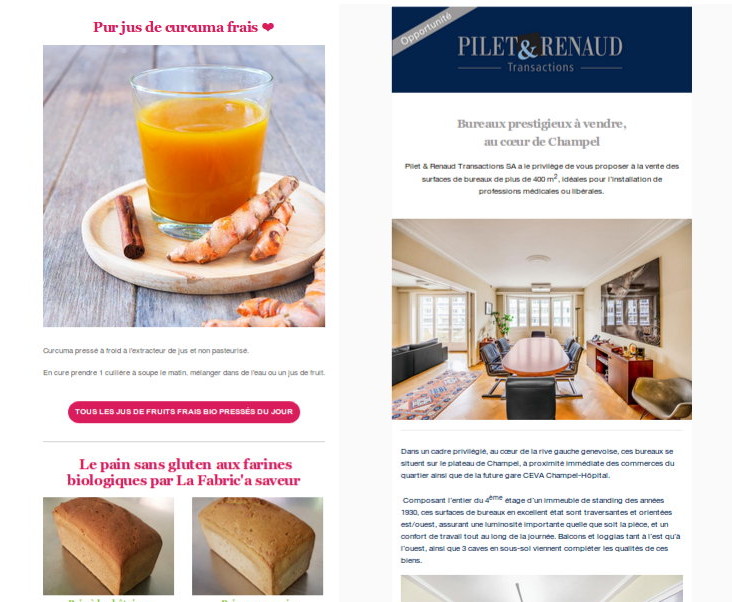 Pur jus de curcuma frais ❤
Curcuma pressé à froid à l'extracteur de jus et non pasteurisé.
En cure prendre 1 cuillère à soupe le matin, mélanger dans de l'eau ou un jus de fruit.
TOUS LES JUS DE FRUITS FRAIS BIO PRESSÉS DU JOUR
Le pain sans gluten aux farines
biologiques par La Fabric'a saveur
Opportunité
PILET & RENAUD
Transactions
Bureaux prestigieux à vendre,
au cœur de Champel
Pilet & Renaud Transactions SA a le privilège de vous proposer à la vente des
surfaces de bureaux de plus de 400 m², idéales pour l'installation de
professions médicales ou libérales.
Dans un cadre privilégié, au cœur de la rive gauche genevoise, ces bureaux se
situent sur le plateau de Champel, à proximité immédiate des commerces du
quartier ainsi que de la future gare CEVA Champel-Hôpital.
Composant l'entier du 4ème étage d'un immeuble de standing des années
1930, ces surfaces de bureaux en excellent état sont traversantes et orientées
est/ouest, assurant une luminosité importante quelle que soit la pièce, et un
confort de travail tout au long de la journée. Balcons et loggias tant à l'est qu'à
l'ouest, ainsi que 3 caves en sous-sol viennent compléter les qualités de ces
biens.